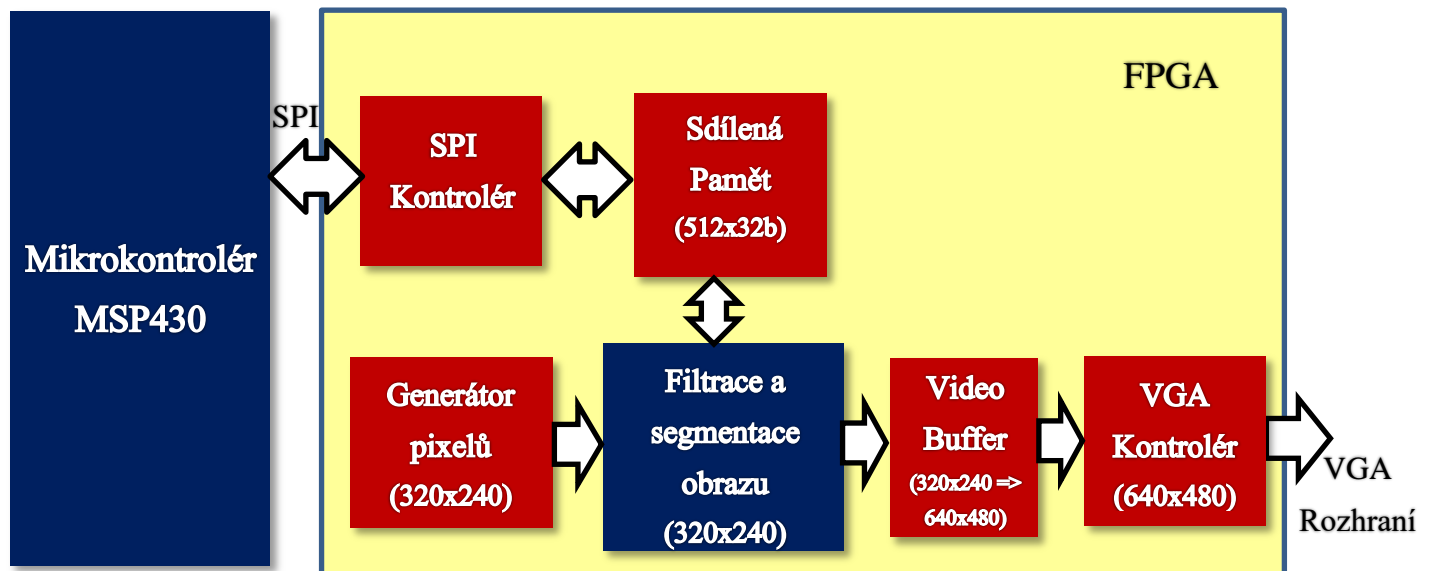 Mikrokontrolér
MSP430
SPI
FPGA
SPI
Kontrolér
Sdílená
Pamět
(512x32b)
Generátor
pixelů
(320x240)
Filtrace a
segmentace
obrazu
(320x240)
Video
Buffer
(320x240 =>
640x480)
VGA
Kontrolér
(640x480)
VGA
Rozhraní